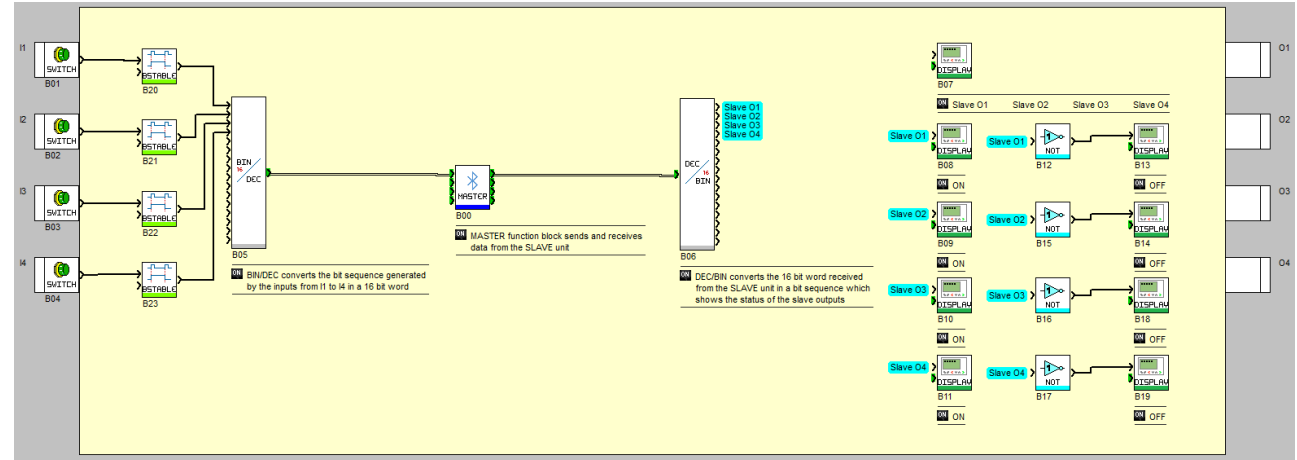 I1
SWITCH
B01
I2
SWITCH
B02
I3
SWITCH
B03
I4
SWITCH
B04
BSTABLE
B20
BSTABLE
B21
BSTABLE
B22
BSTABLE
B23
BIN
16
DEC
B05
ON BIN/DEC converts the bit sequence generated
by the inputs from I1 to I4 in a 16 bit word
MASTER
B00
ON MASTER function block sends and receives
data from the SLAVE unit
DEC
16
BIN
B06
Slave O1
Slave O2
Slave O3
Slave O4
ON DEC/BIN converts the 16 bit word received
from the SLAVE unit in a bit sequence which
shows the status of the slave outputs
DISPLAY
B07
ON Slave O1 Slave O2 Slave O3 Slave O4
Slave O1 DISPLAY Slave O1 1 NOT DISPLAY
B08 B12 B13
ON ON ON OFF
Slave O2 DISPLAY Slave O2 1 NOT DISPLAY
B09 B15 B14
ON ON ON OFF
Slave O3 DISPLAY Slave O3 1 NOT DISPLAY
B10 B16 B18
ON ON ON OFF
Slave O4 DISPLAY Slave O4 1 NOT DISPLAY
B11 B17 B19
ON ON ON OFF
O1
O2
O3
O4